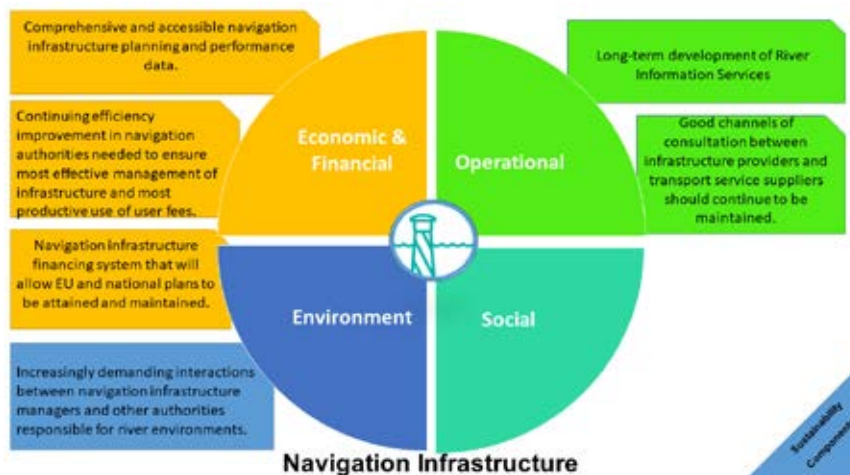 Comprehensive and accessible navigation
infrastructure planning and performance
data.
Continuing efficiency
improvement in navigation
authorities needed to ensure
most effective management of
infrastructure and most
productive use of user fees.
Navigation infrastructure
financing system that will
allow EU and national plans to
be attained and maintained.
Increasingly demanding interactions
between navigation infrastructure
managers and other authorities
responsible for river environments.
Economic &
Financial
Operational
Environment
Social
Long-term development of River
Information Services
Good channels of
consultation between
infrastructure providers and
transport service suppliers
should continue to be
maintained.
Navigation Infrastructure
Sustainability